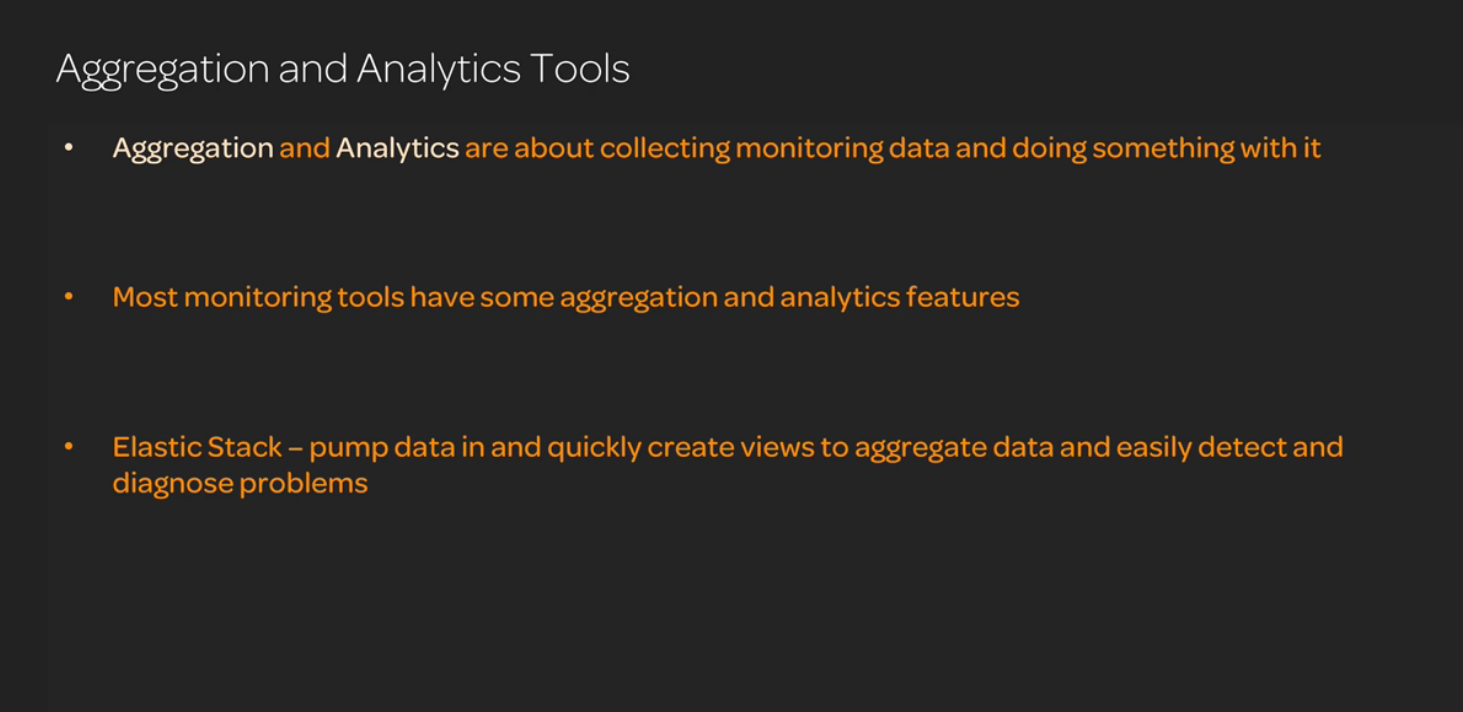 Aggregation and Analytics Tools
• Aggregation and Analytics are about collecting monitoring data and doing something with it
• Most monitoring tools have some aggregation and analytics features
• Elastic Stack – pump data in and quickly create views to aggregate data and easily detect and
diagnose problems